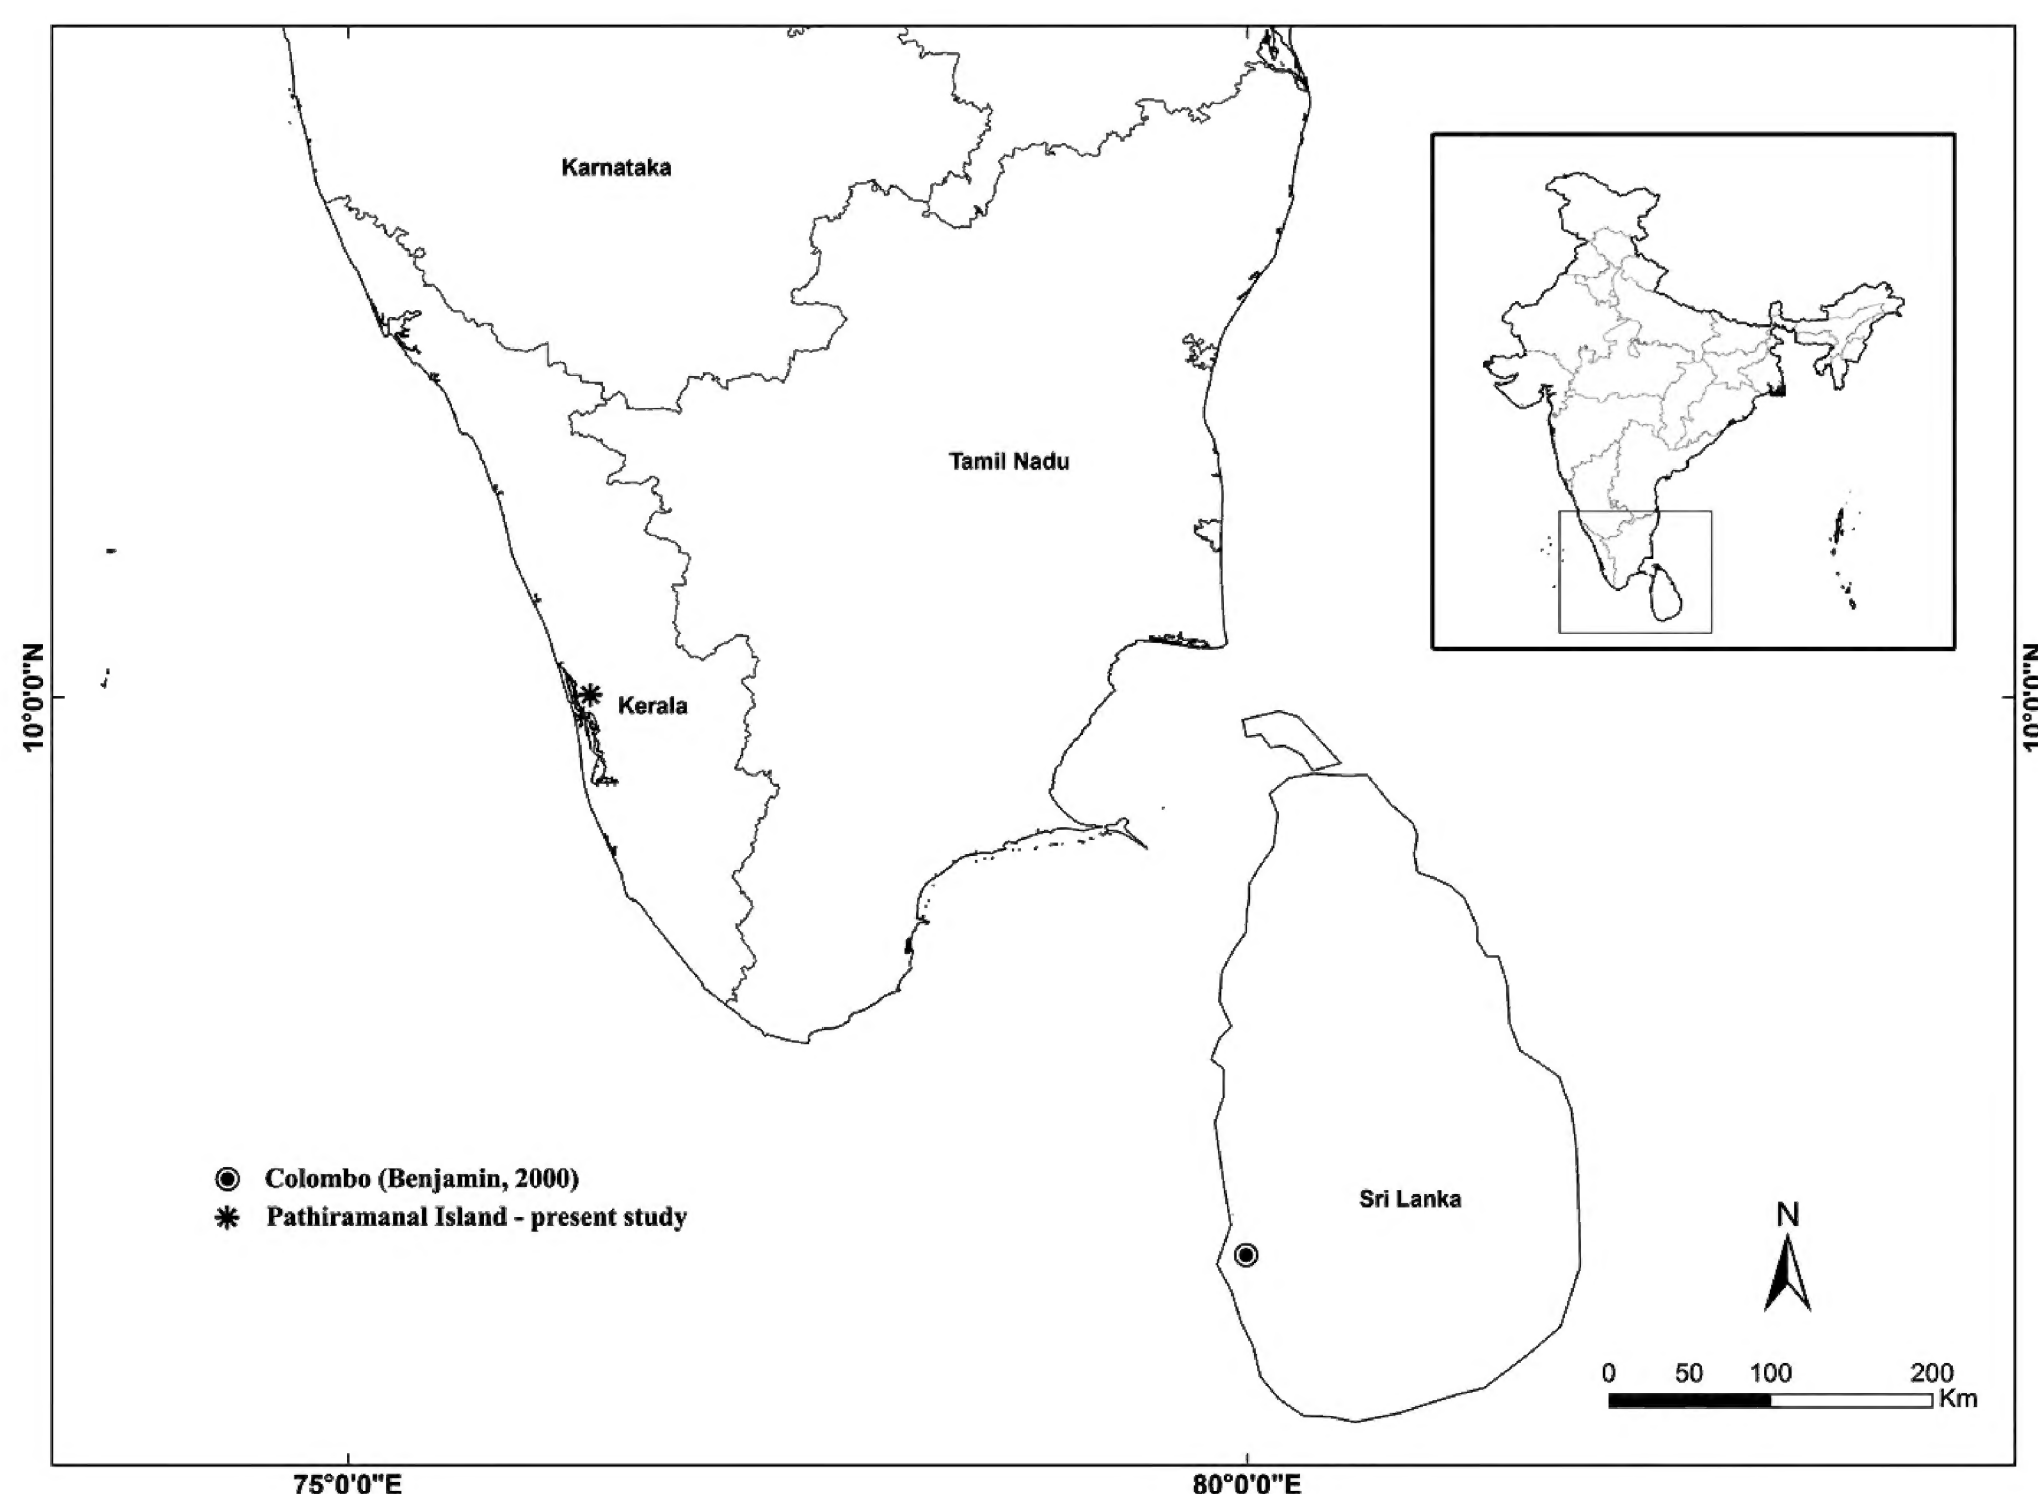 Karnataka
Tamil Nadu
10°0'0"N
Kerala
10°0'0"N
Colombo (Benjamin, 2000)
Pathiramanal Island - present study
Sri Lanka
N
0 50 100 200
Km
75°0'0"E 80°0'0"E